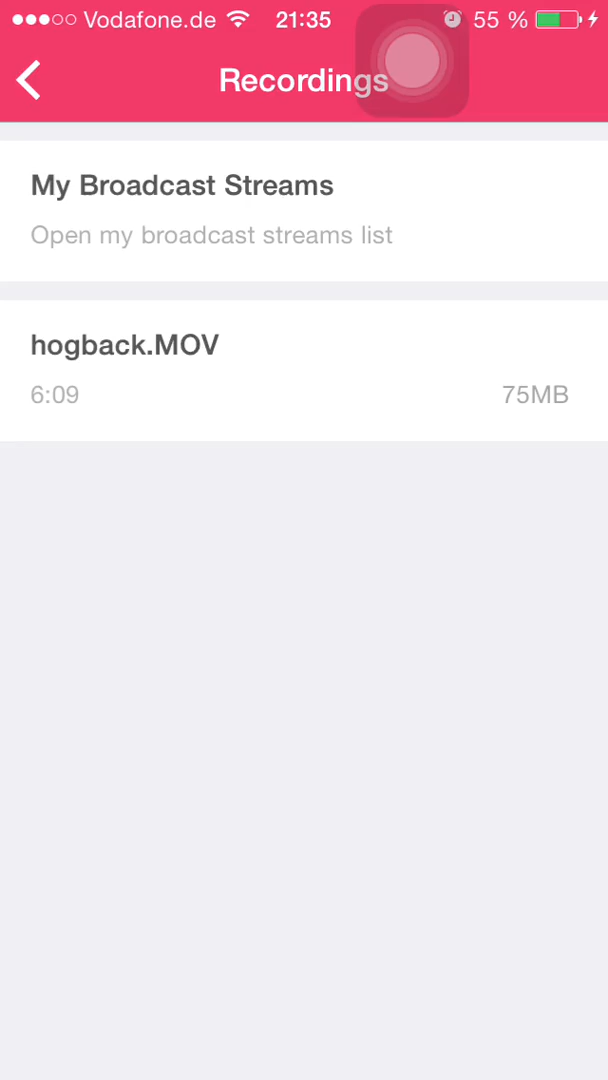 Vodafone.de 21:35 55 %
Recordings
My Broadcast Streams
Open my broadcast streams list
hogback.MOV
6:09 75MB